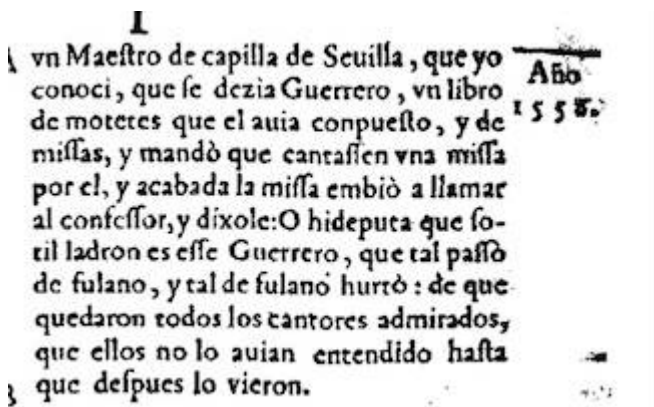 I
A vn Maeſtro de capilla de Seuilla, que yo
conoci, que ſe dezia Guerrero, vn libro
de motetes que el auia conpueſto, y de
miſſas, y mandò que cantaſſen vna miſſa
por el, y acabada la miſſa embiò a llamar
al confeſſor, y dixole: O hideputa que ſo-
til ladron es eſſe Guerrero, que tal paſſò
de fulano, y tal de fulano hurtò: de que
quedaron todos los cantores admirados,
que ellos no lo auian entendido haſta
B que deſpues lo vieron.
Año